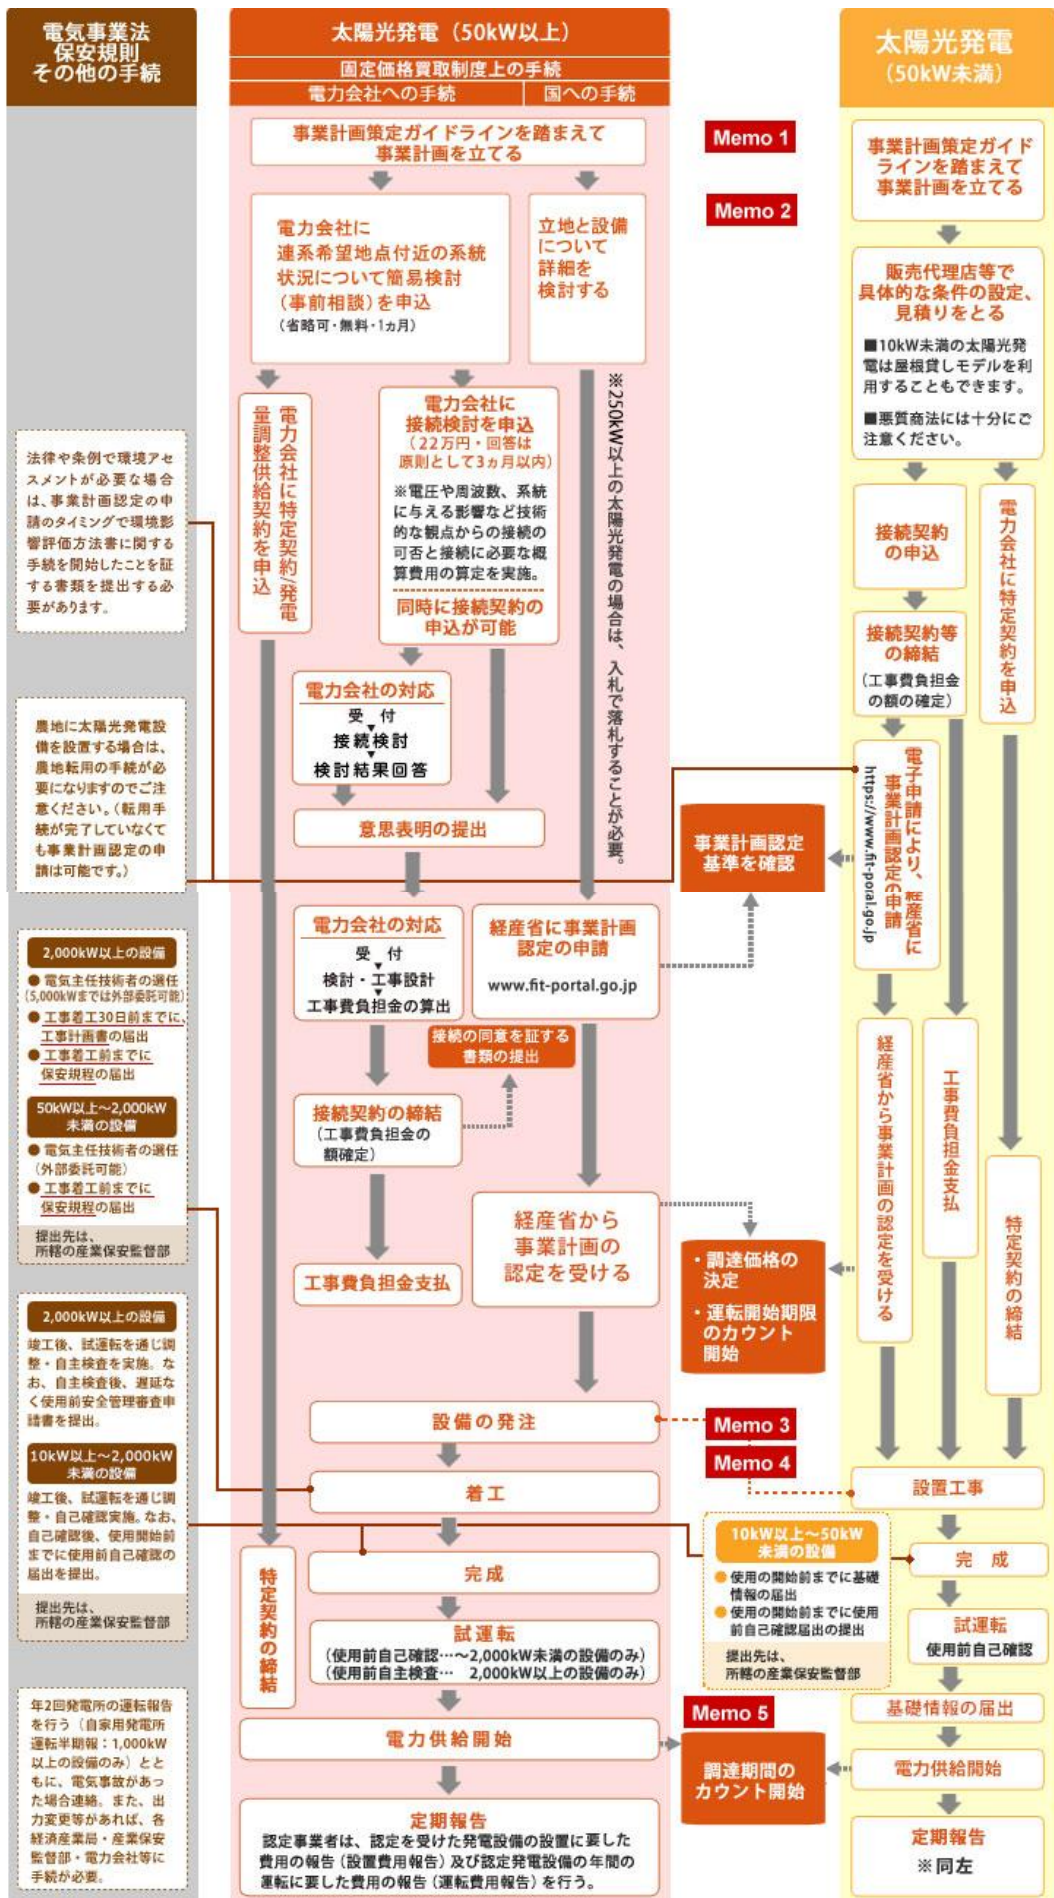 電気事業法
保安規則
その他の手続
太陽光発電（50kW以上）
固定価格買取制度上の手続
電力会社への手続
国への手続
太陽光発電
（50kW未満）
法律や条例で環境アセ
スメントが必要な場合
は、事業計画認定の申
請のタイミングで環境影
響評価方法書に関する
手続を開始したことを証
する書類を提出する必
要があります。
農地に太陽光発電設
備を設置する場合は、
農地転用の手続が必
要になりますのでご注
意ください。（転用手
続が完了していなくて
も事業計画認定の申
請は可能です。）
2,000kW以上の設備
● 電気主任技術者の選任
（5,000kWまでは外部委託可能）
● 工事着工30日前までに、
工事計画書の届出
● 工事着工前までに
保安規程の届出
50kW以上～2,000kW
未満の設備
● 電気主任技術者の選任
（外部委託可能）
● 工事着工前までに
保安規程の届出
提出先は、
所轄の産業保安監督部
2,000kW以上の設備
竣工後、試運転を通じ調
整・自主検査を実施。な
お、自主検査後、遅延な
く使用前安全管理審査申
請書を提出。
10kW以上～2,000kW
未満の設備
竣工後、試運転を通じ調
整・自己確認実施。なお、
自己確認後、使用開始前
までに使用前自己確認の
届出を提出。
提出先は、
所轄の産業保安監督部
年2回発電所の運転報告
を行う（自家用発電所
運転半期報：1,000kW
以上の設備のみ）とと
もに、電気事故があっ
た場合連絡。また、出
力変更等があれば、各
経済産業局・産業保安
監督部・電力会社等に
手続が必要。
事業計画策定ガイドラインを踏まえて
事業計画を立てる
電力会社に
連系希望地点付近の系統
状況について簡易検討
（事前相談）を申込
（省略可・無料・1カ月）
立地と設備
について
詳細を
検討する
電力会社に特定契約/発電
量調整供給契約を申込
電力会社に
接続検討を申込
（22万円・回答は
原則として3ヵ月以内）
※電圧や周波数、系統
に与える影響など技術
的な観点からの接続の
可否と接続に必要な概
算費用の算定を実施。
同時に接続契約の
申込が可能
※250kW以上の太陽光発電の場合は、入札で落札することが必要。
電力会社の対応
受 付
接続検討
検討結果回答
意思表明の提出
電力会社の対応
受 付
検討・工事設計
工事費負担金の算出
経産省に事業計画
認定の申請
www.fit-portal.go.jp
接続の同意を証する
書類の提出
接続契約の締結
（工事費負担金の
額確定）
経産省から
事業計画の
認定を受ける
工事費負担金支払
設備の発注
着工
特定契約の締結
完成
試運転
（使用前自己確認…～2,000kW未満の設備のみ）
（使用前自主検査… 2,000kW以上の設備のみ）
電力供給開始
定期報告
認定事業者は、認定を受けた発電設備の設置に要した
費用の報告（設置費用報告）及び認定発電設備の年間の
運転に要した費用の報告（運転費用報告）を行う。
Memo 1
Memo 2
事業計画認定
基準を確認
・調達価格の
決定
・運転開始期限
のカウント
開始
Memo 3
Memo 4
10kW以上～50kW
未満の設備
● 使用の開始前までに基礎
情報の届出
● 使用の開始前までに使用
前自己確認届出の提出
提出先は、
所轄の産業保安監督部
Memo 5
調達期間の
カウント開始
事業計画策定ガイド
ラインを踏まえて
事業計画を立てる
販売代理店等で
具体的な条件の設定、
見積りをとる
■10kW未満の太陽光発
電は屋根貸しモデルを利
用することもできます。
■悪質商法には十分にご
注意ください。
接続契約
の申込
電力会社に特定契約を申込
接続契約等
の締結
（工事費負担金
の額の確定）
電子申請により、経産省に
事業計画認定の申請
https://www.fit-poral.go.jp
経産省から事業計画の認定を受ける
工事費負担金支払
特定契約の締結
設置工事
完 成
試運転
使用前自己確認
基礎情報の届出
電力供給開始
定期報告
※同左